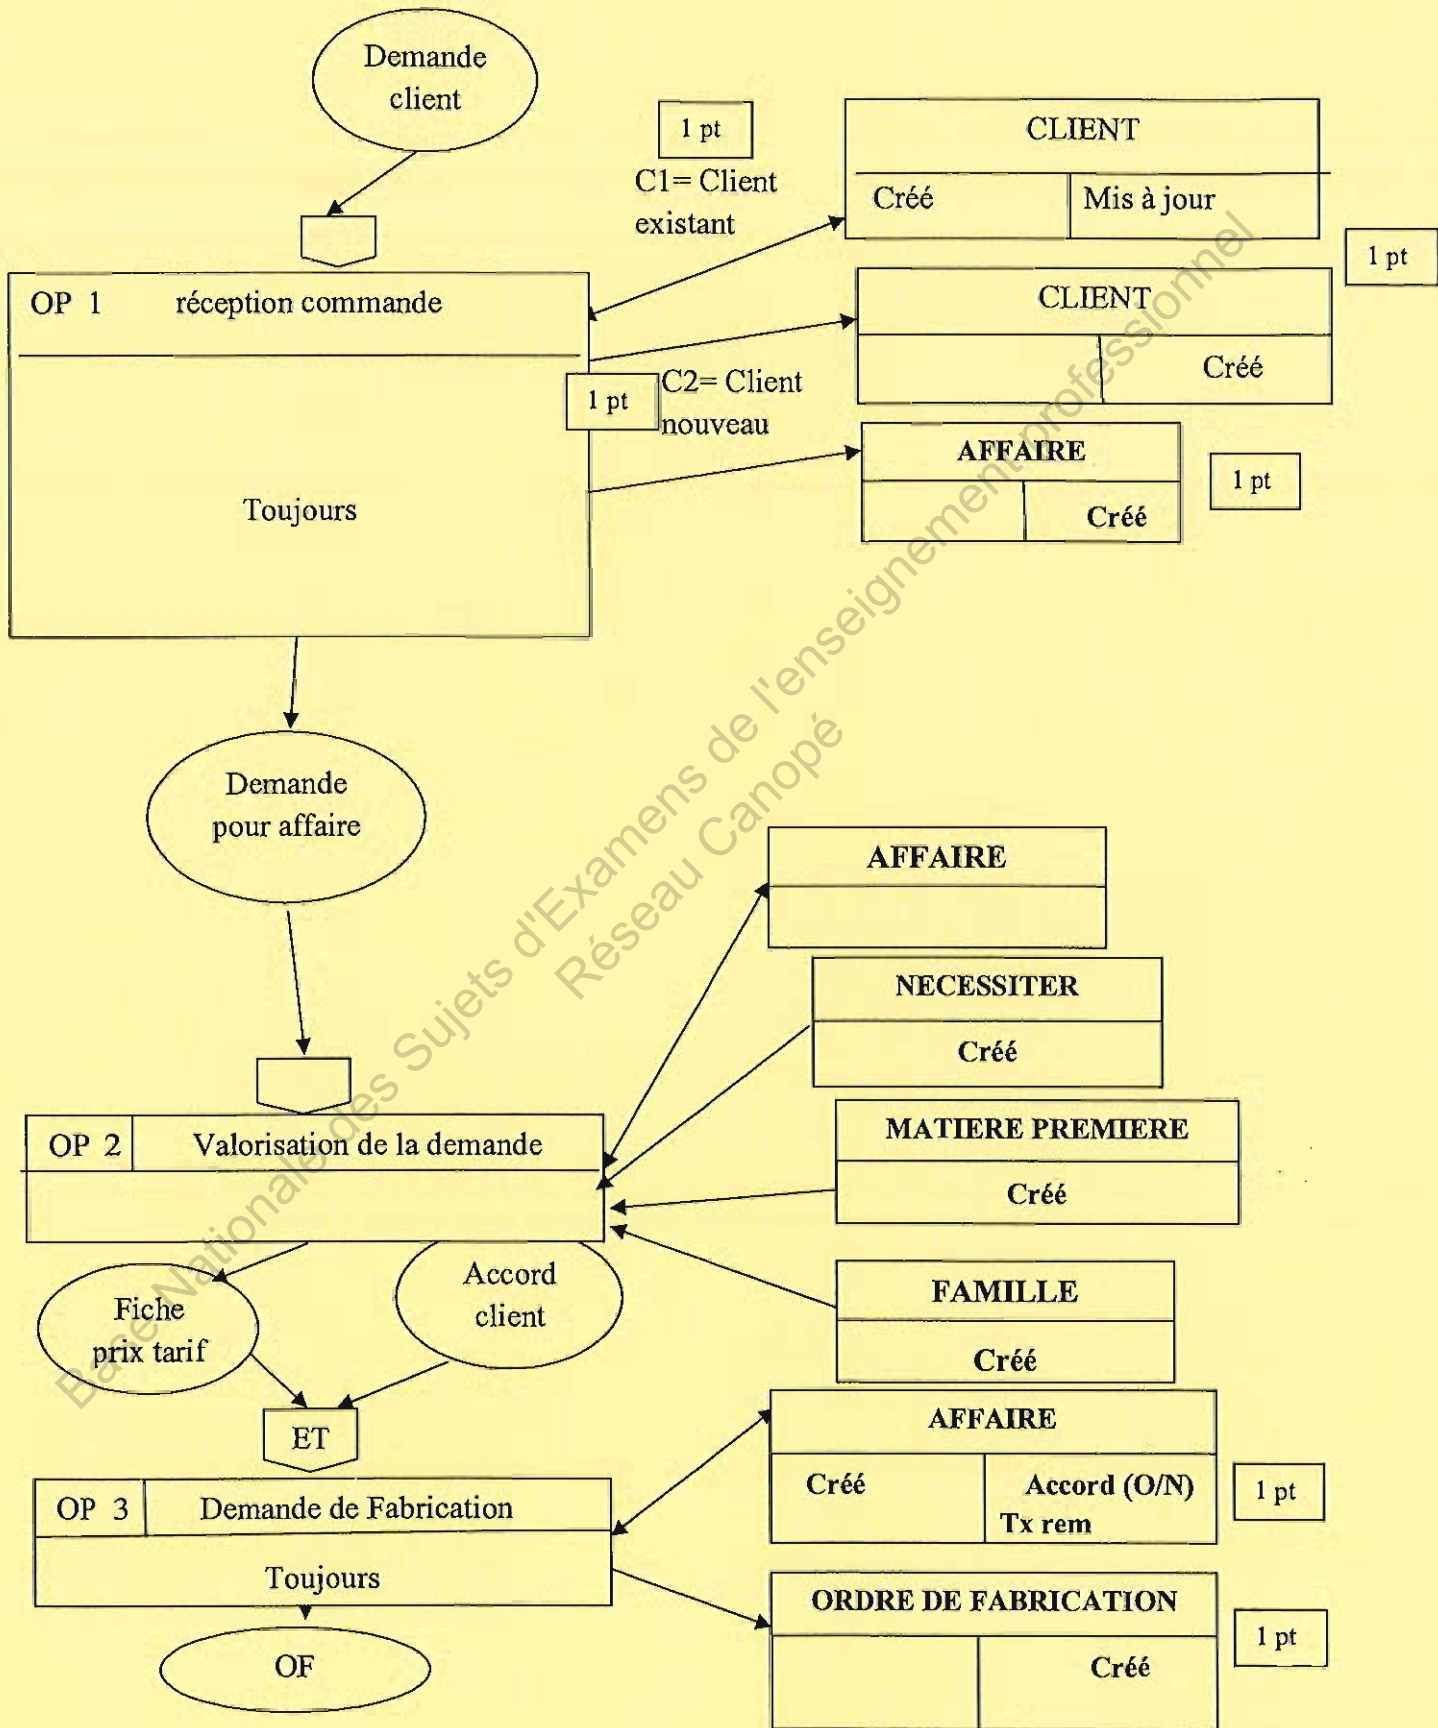 Demande
client
1 pt
C1= Client
existant
CLIENT
Créé
Mis à jour
1 pt
OP 1 réception commande
CLIENT
Créé
1 pt
C2= Client
nouveau
AFFAIRE
Créé
1 pt
Toujours
Demande
pour affaire
AFFAIRE
NECESSITER
Créé
OP 2 Valorisation de la demande
MATIERE PREMIERE
Créé
Fiche
prix tarif
Accord
client
FAMILLE
Créé
ET
AFFAIRE
Créé
Accord (O/N)
Tx rem
1 pt
OP 3 Demande de Fabrication
Toujours
ORDRE DE FABRICATION
Créé
1 pt
OF
Base Nationale des Sujets d'Examens de l'enseignement professionnel
Réseau Canopé